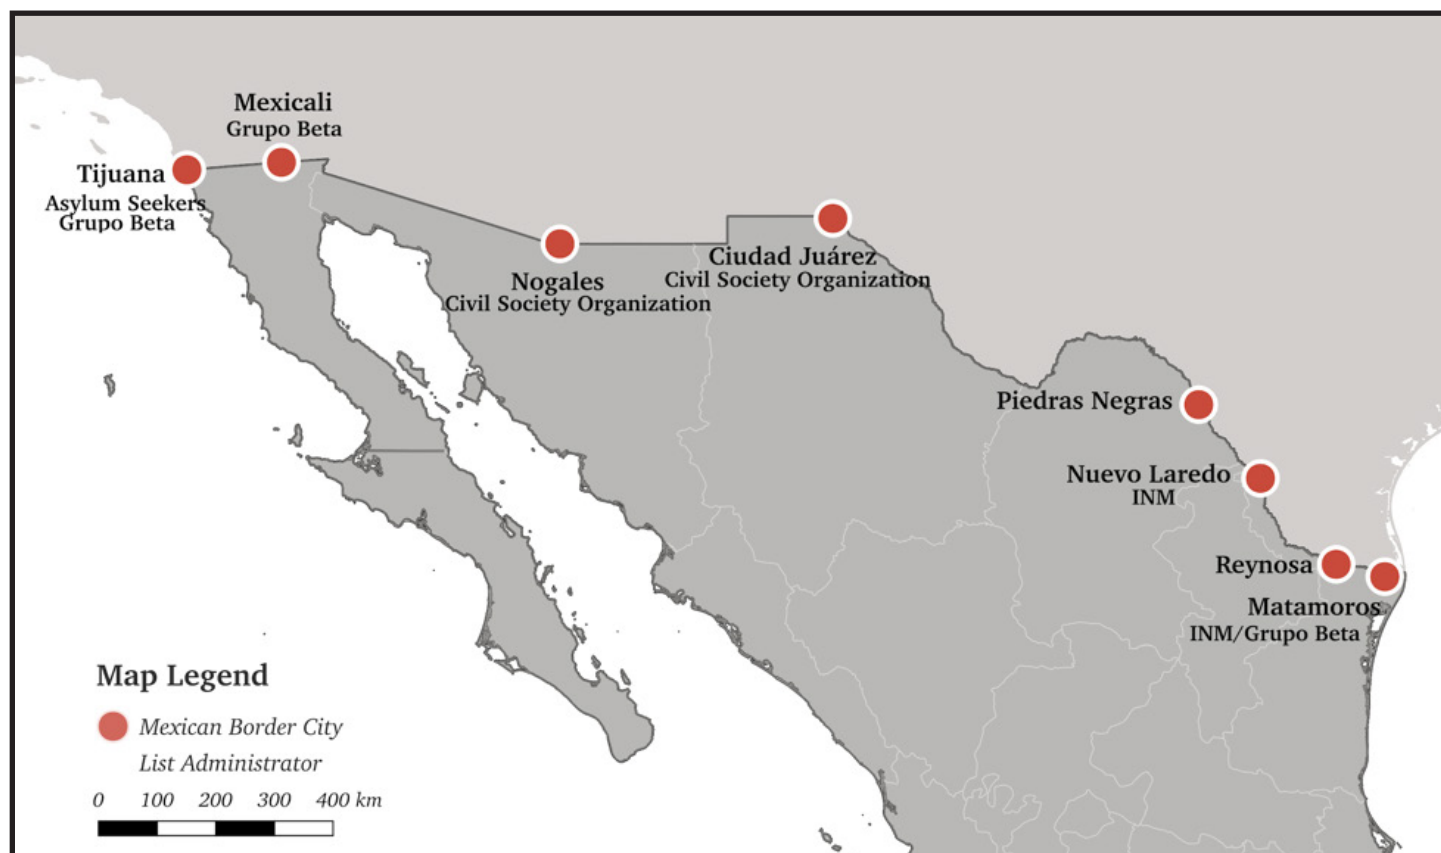 Mexicali
Grupo Beta
Tijuana
Asylum Seekers
Grupo Beta
Nogales
Civil Society Organization
Ciudad Juárez
Civil Society Organization
Piedras Negras
Nuevo Laredo
INM
Reynosa
Matamoros
INM/Grupo Beta
Map Legend
Mexican Border City
List Administrator
0 100 200 300 400 km